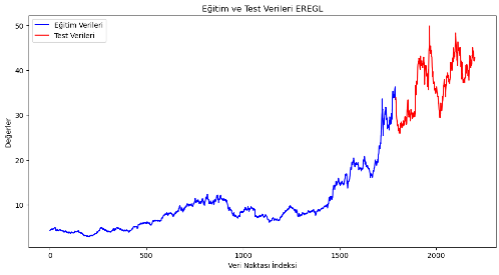 Eğitim ve Test Verileri EREGL
Eğitim Verileri
Test Verileri
Değerler
50
40
30
20
10
0
500
1000
1500
2000
Veri Noktası İndeksi